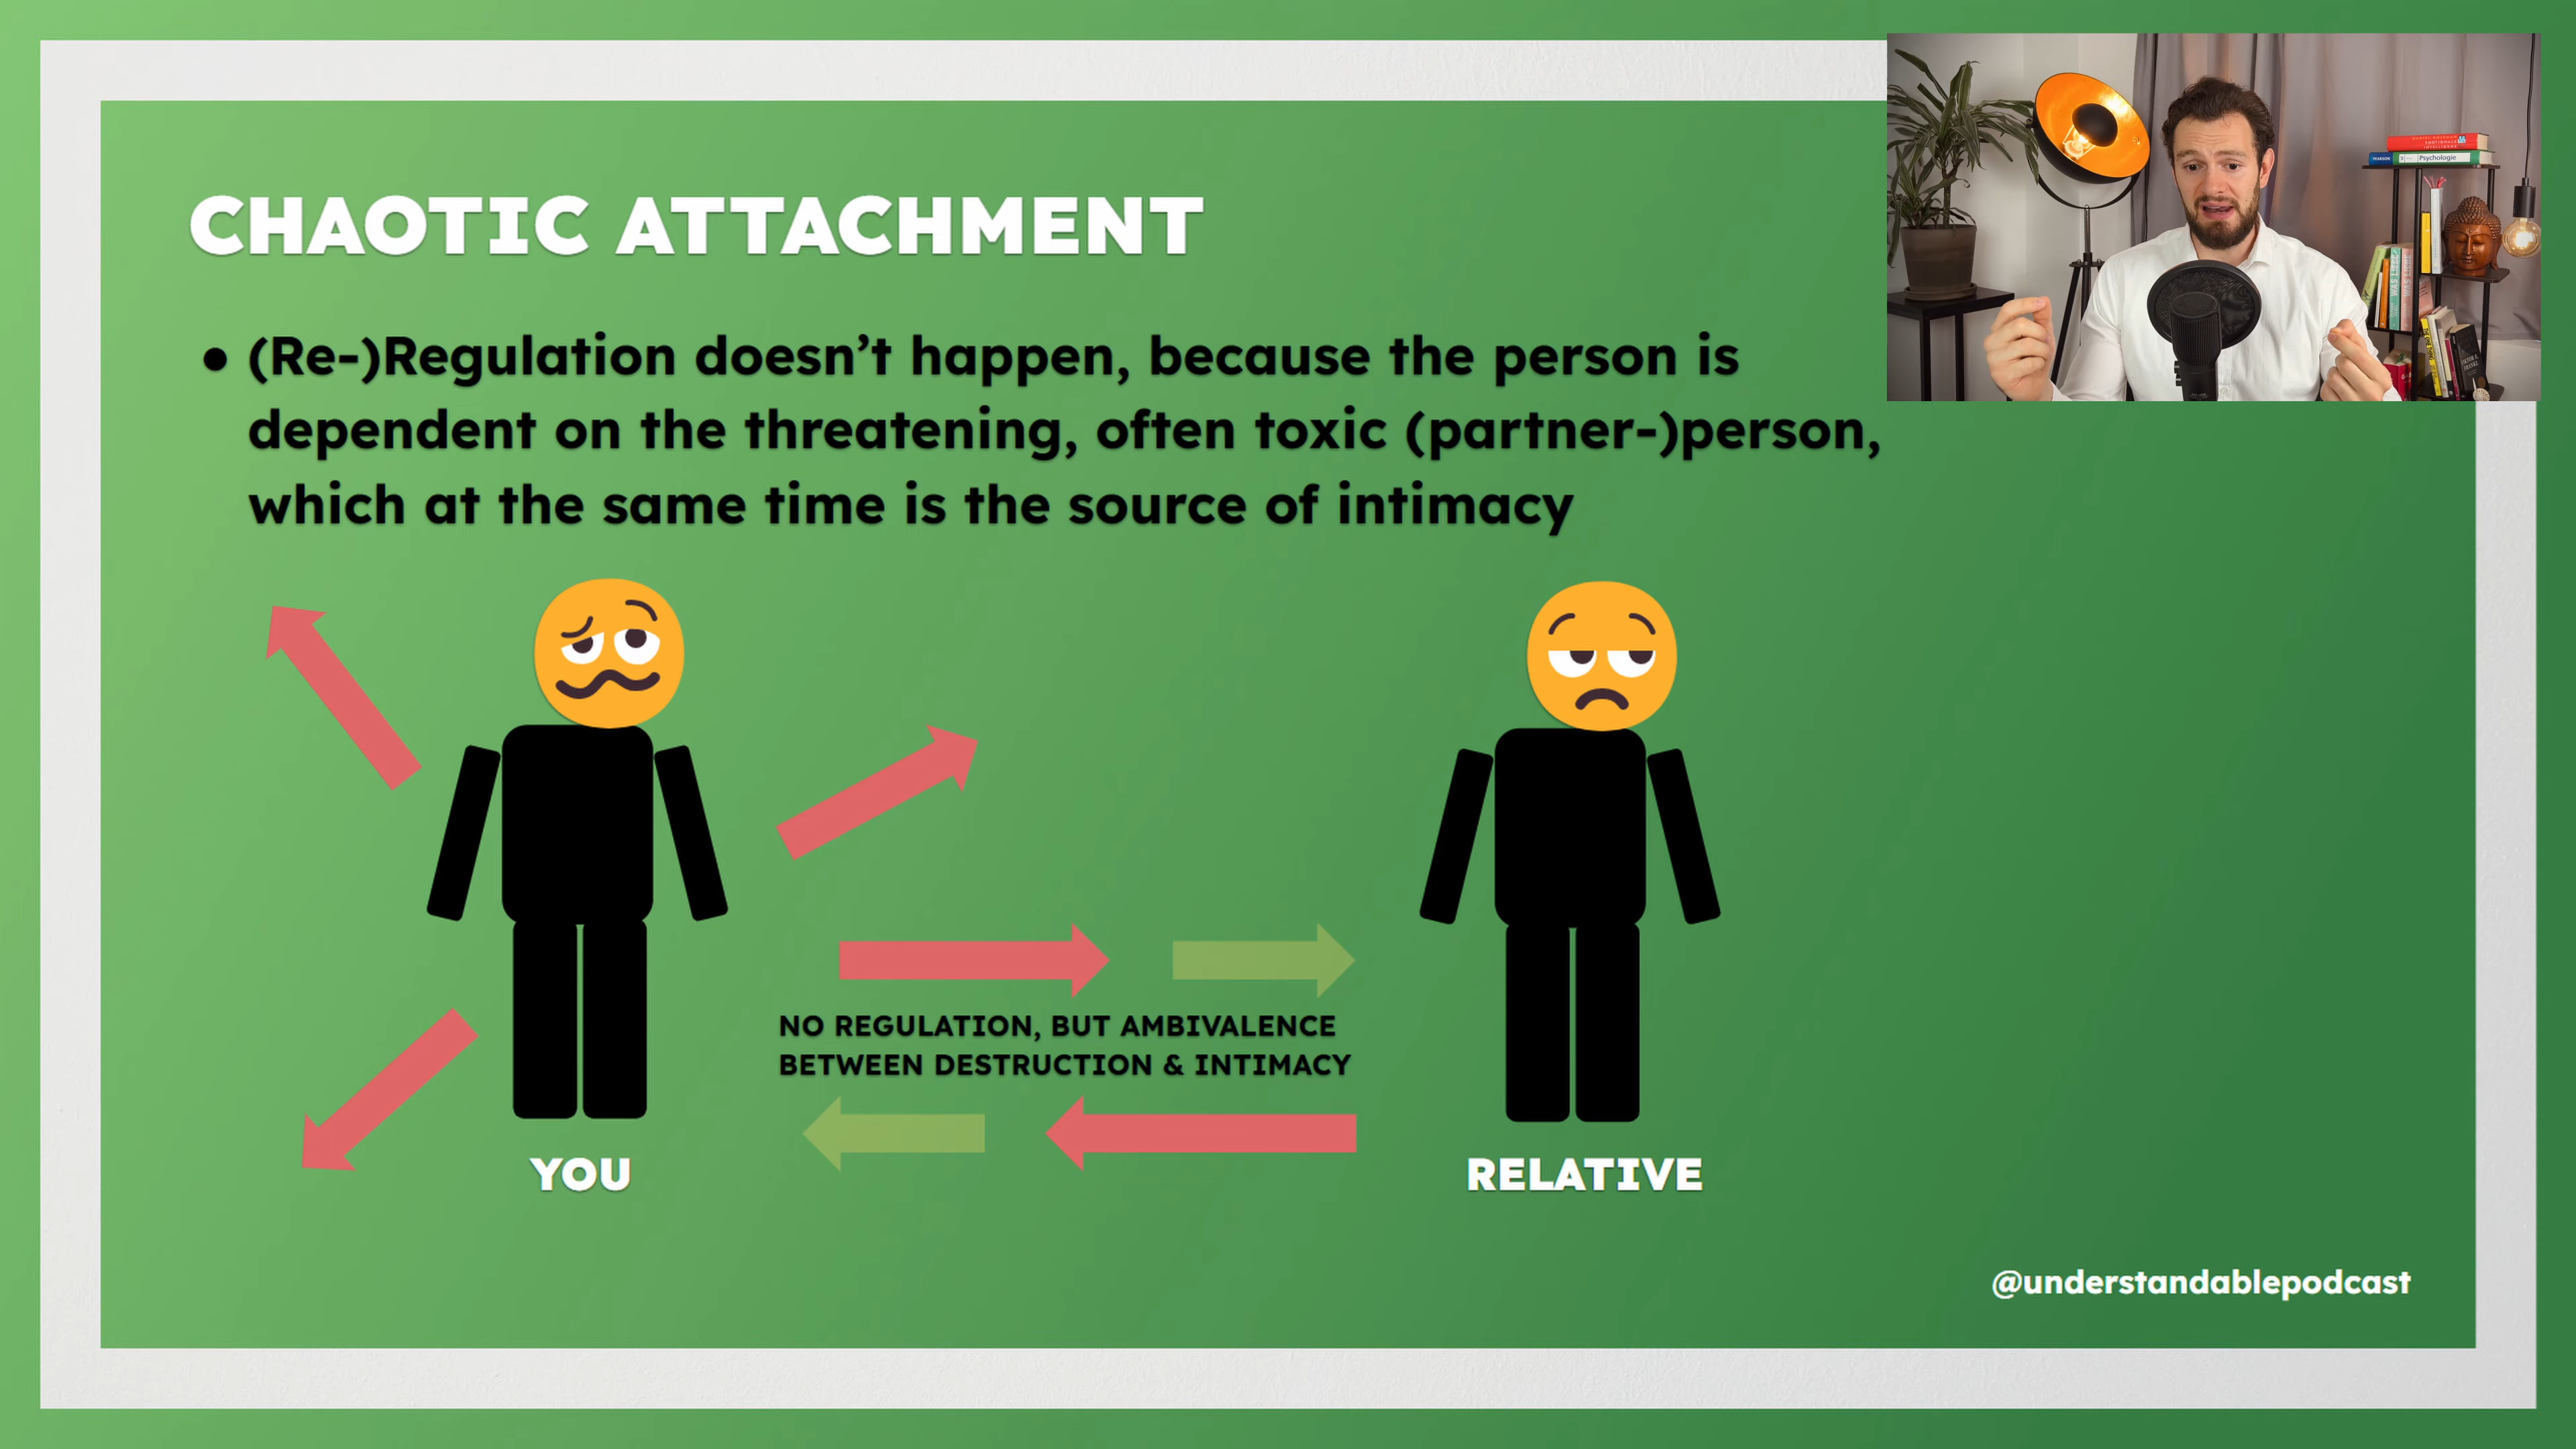 CHAOTIC ATTACHMENT
• (Re-)Regulation doesn’t happen, because the person is
dependent on the threatening, often toxic (partner-)person,
which at the same time is the source of intimacy
NO REGULATION, BUT AMBIVALENCE
BETWEEN DESTRUCTION & INTIMACY
YOU
RELATIVE
@understandablepodcast
PEARSON
Psychologie